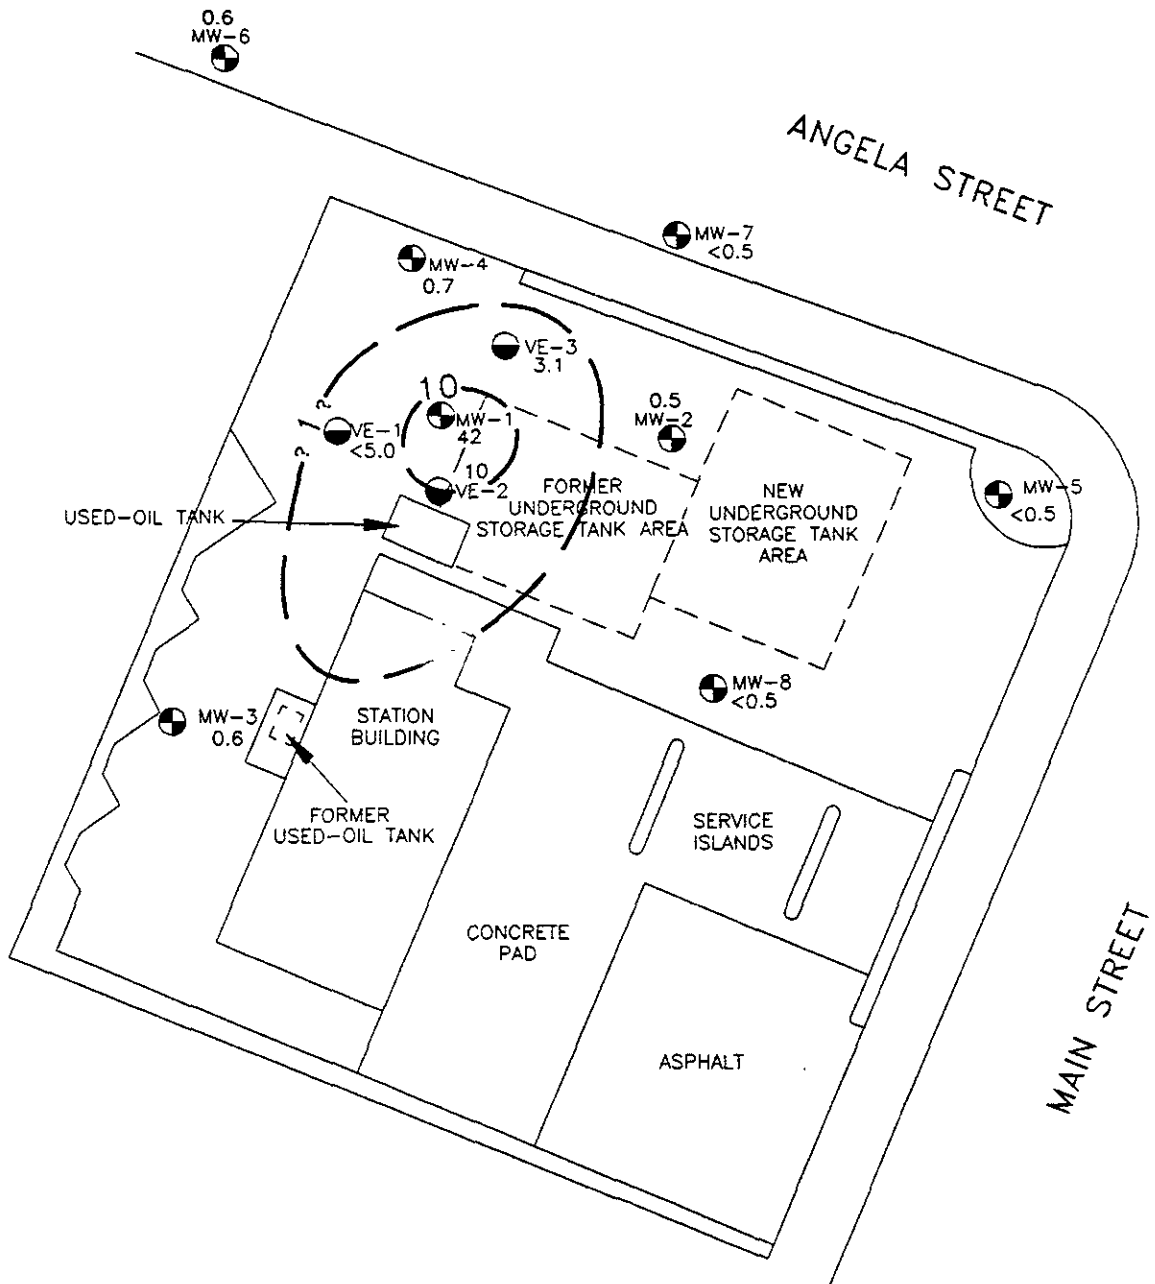 0.6
MW-6
ANGELA STREET
MW-7
<0.5
MW-4
0.7
VE-3
3.1
10
? 1 ?
MW-1
42
VE-1
<5.0
0.5
MW-2
10
VE-2
USED-OIL TANK
FORMER
UNDERGROUND
STORAGE TANK AREA
NEW
UNDERGROUND
STORAGE TANK
AREA
MW-5
<0.5
MW-8
<0.5
MW-3
0.6
STATION
BUILDING
FORMER
USED-OIL TANK
SERVICE
ISLANDS
CONCRETE
PAD
ASPHALT
MAIN STREET